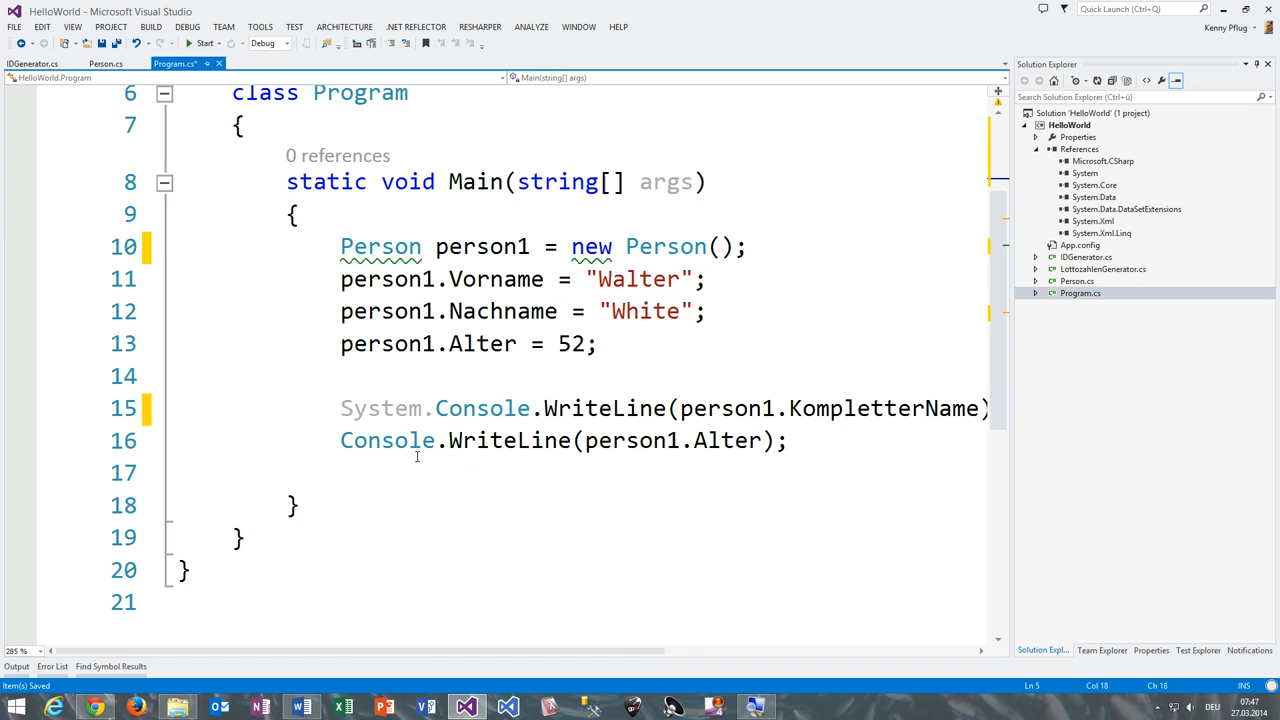 HelloWorld - Microsoft Visual Studio
Quick Launch (Ctrl+Q)
FILE EDIT VIEW PROJECT BUILD DEBUG TEAM TOOLS TEST ARCHITECTURE .NET REFLECTOR RESHARPER ANALYZE WINDOW HELP
Kenny Pflug
Start Debug
IDGenerator.cs Person.cs Program.cs*
HelloWorld.Program Main(string[] args)
6 class Program
7 {
0 references
8 static void Main(string[] args)
9 {
10 Person person1 = new Person();
11 person1.Vorname = "Walter";
12 person1.Nachname = "White";
13 person1.Alter = 52;
14
15 System.Console.WriteLine(person1.KompletterName)
16 Console.WriteLine(person1.Alter);
17
18 }
19 }
20 }
21
285 %
Solution Explorer
Search Solution Explorer (Ctrl+ü)
Solution 'HelloWorld' (1 project)
HelloWorld
Properties
References
Microsoft.CSharp
System
System.Core
System.Data
System.Data.DataSetExtensions
System.Xml
System.Xml.Linq
App.config
IDGenerator.cs
LottozahlenGenerator.cs
Person.cs
Program.cs
Solution Expl... Team Explorer Properties Test Explorer Notifications
Output Error List Find Symbol Results
Item(s) Saved Ln 5 Col 18 Ch 18 INS
DEU
07:47
27.03.2014